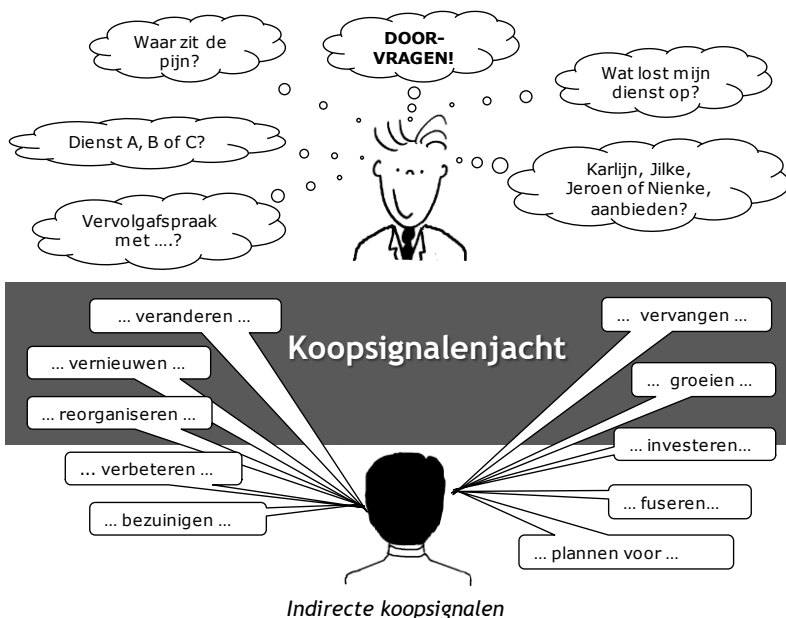 Waar zit de
pijn?
DOOR-
VRAGEN!
Wat lost mijn
dienst op?
Dienst A, B of C?
Karlijn, Jilke,
Jeroen of Nienke,
aanbieden?
Vervolgafspraak
met ....?
... veranderen ...
... vervangen ...
Koopsignalenjacht
... vernieuwen ...
... groeien ...
... reorganiseren ...
... investeren...
... verbeteren ...
... fuseren...
... bezuinigen ...
... plannen voor ...
Indirecte koopsignalen